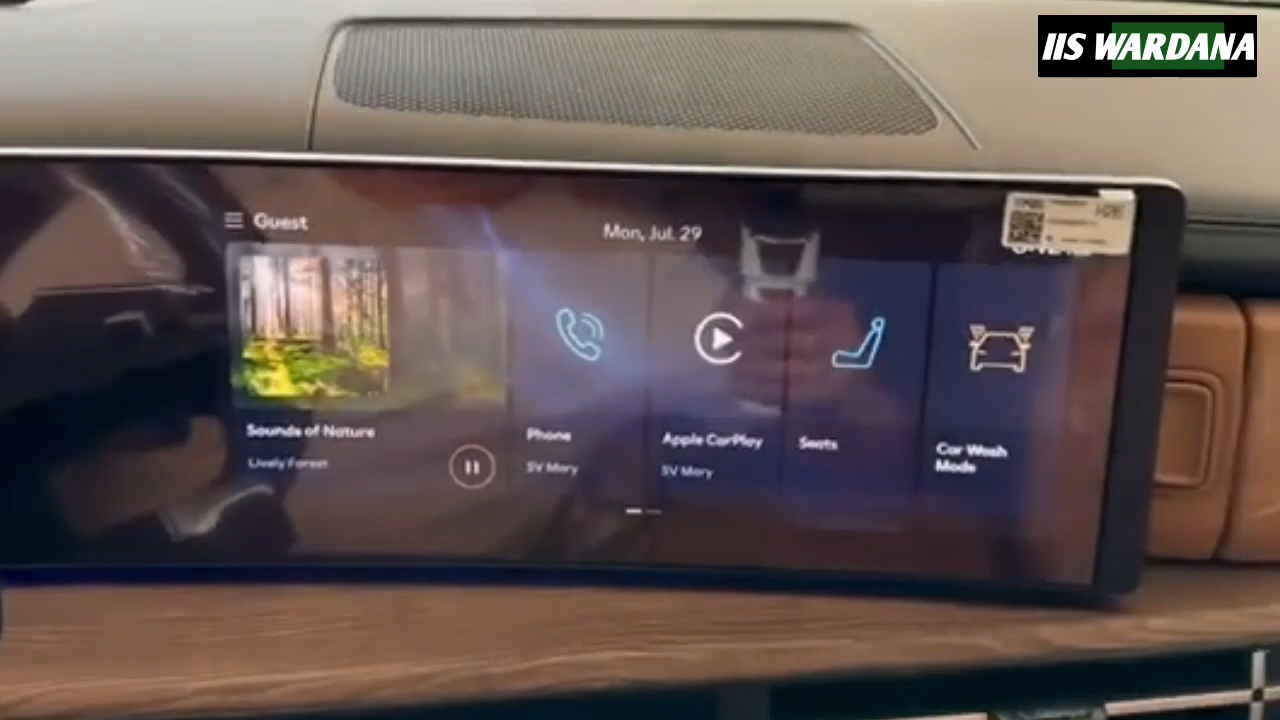 IIS WARDANA
Guest
Mon, Jul. 29
Sounds of Nature
Lively Forest
Phone
SV Mary
Apple CarPlay
SV Mary
Seats
Car Wash
Mode